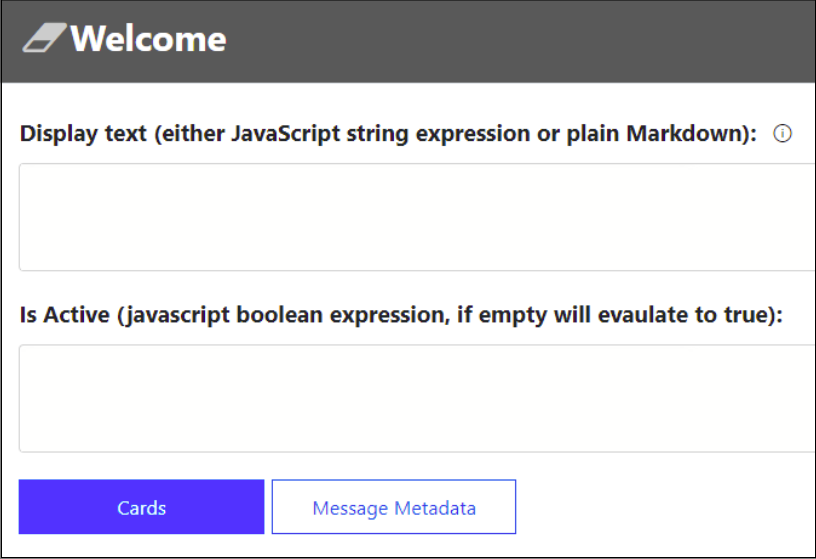 Welcome
Display text (either JavaScript string expression or plain Markdown):
Is Active (javascript boolean expression, if empty will evaulate to true):
Cards
Message Metadata